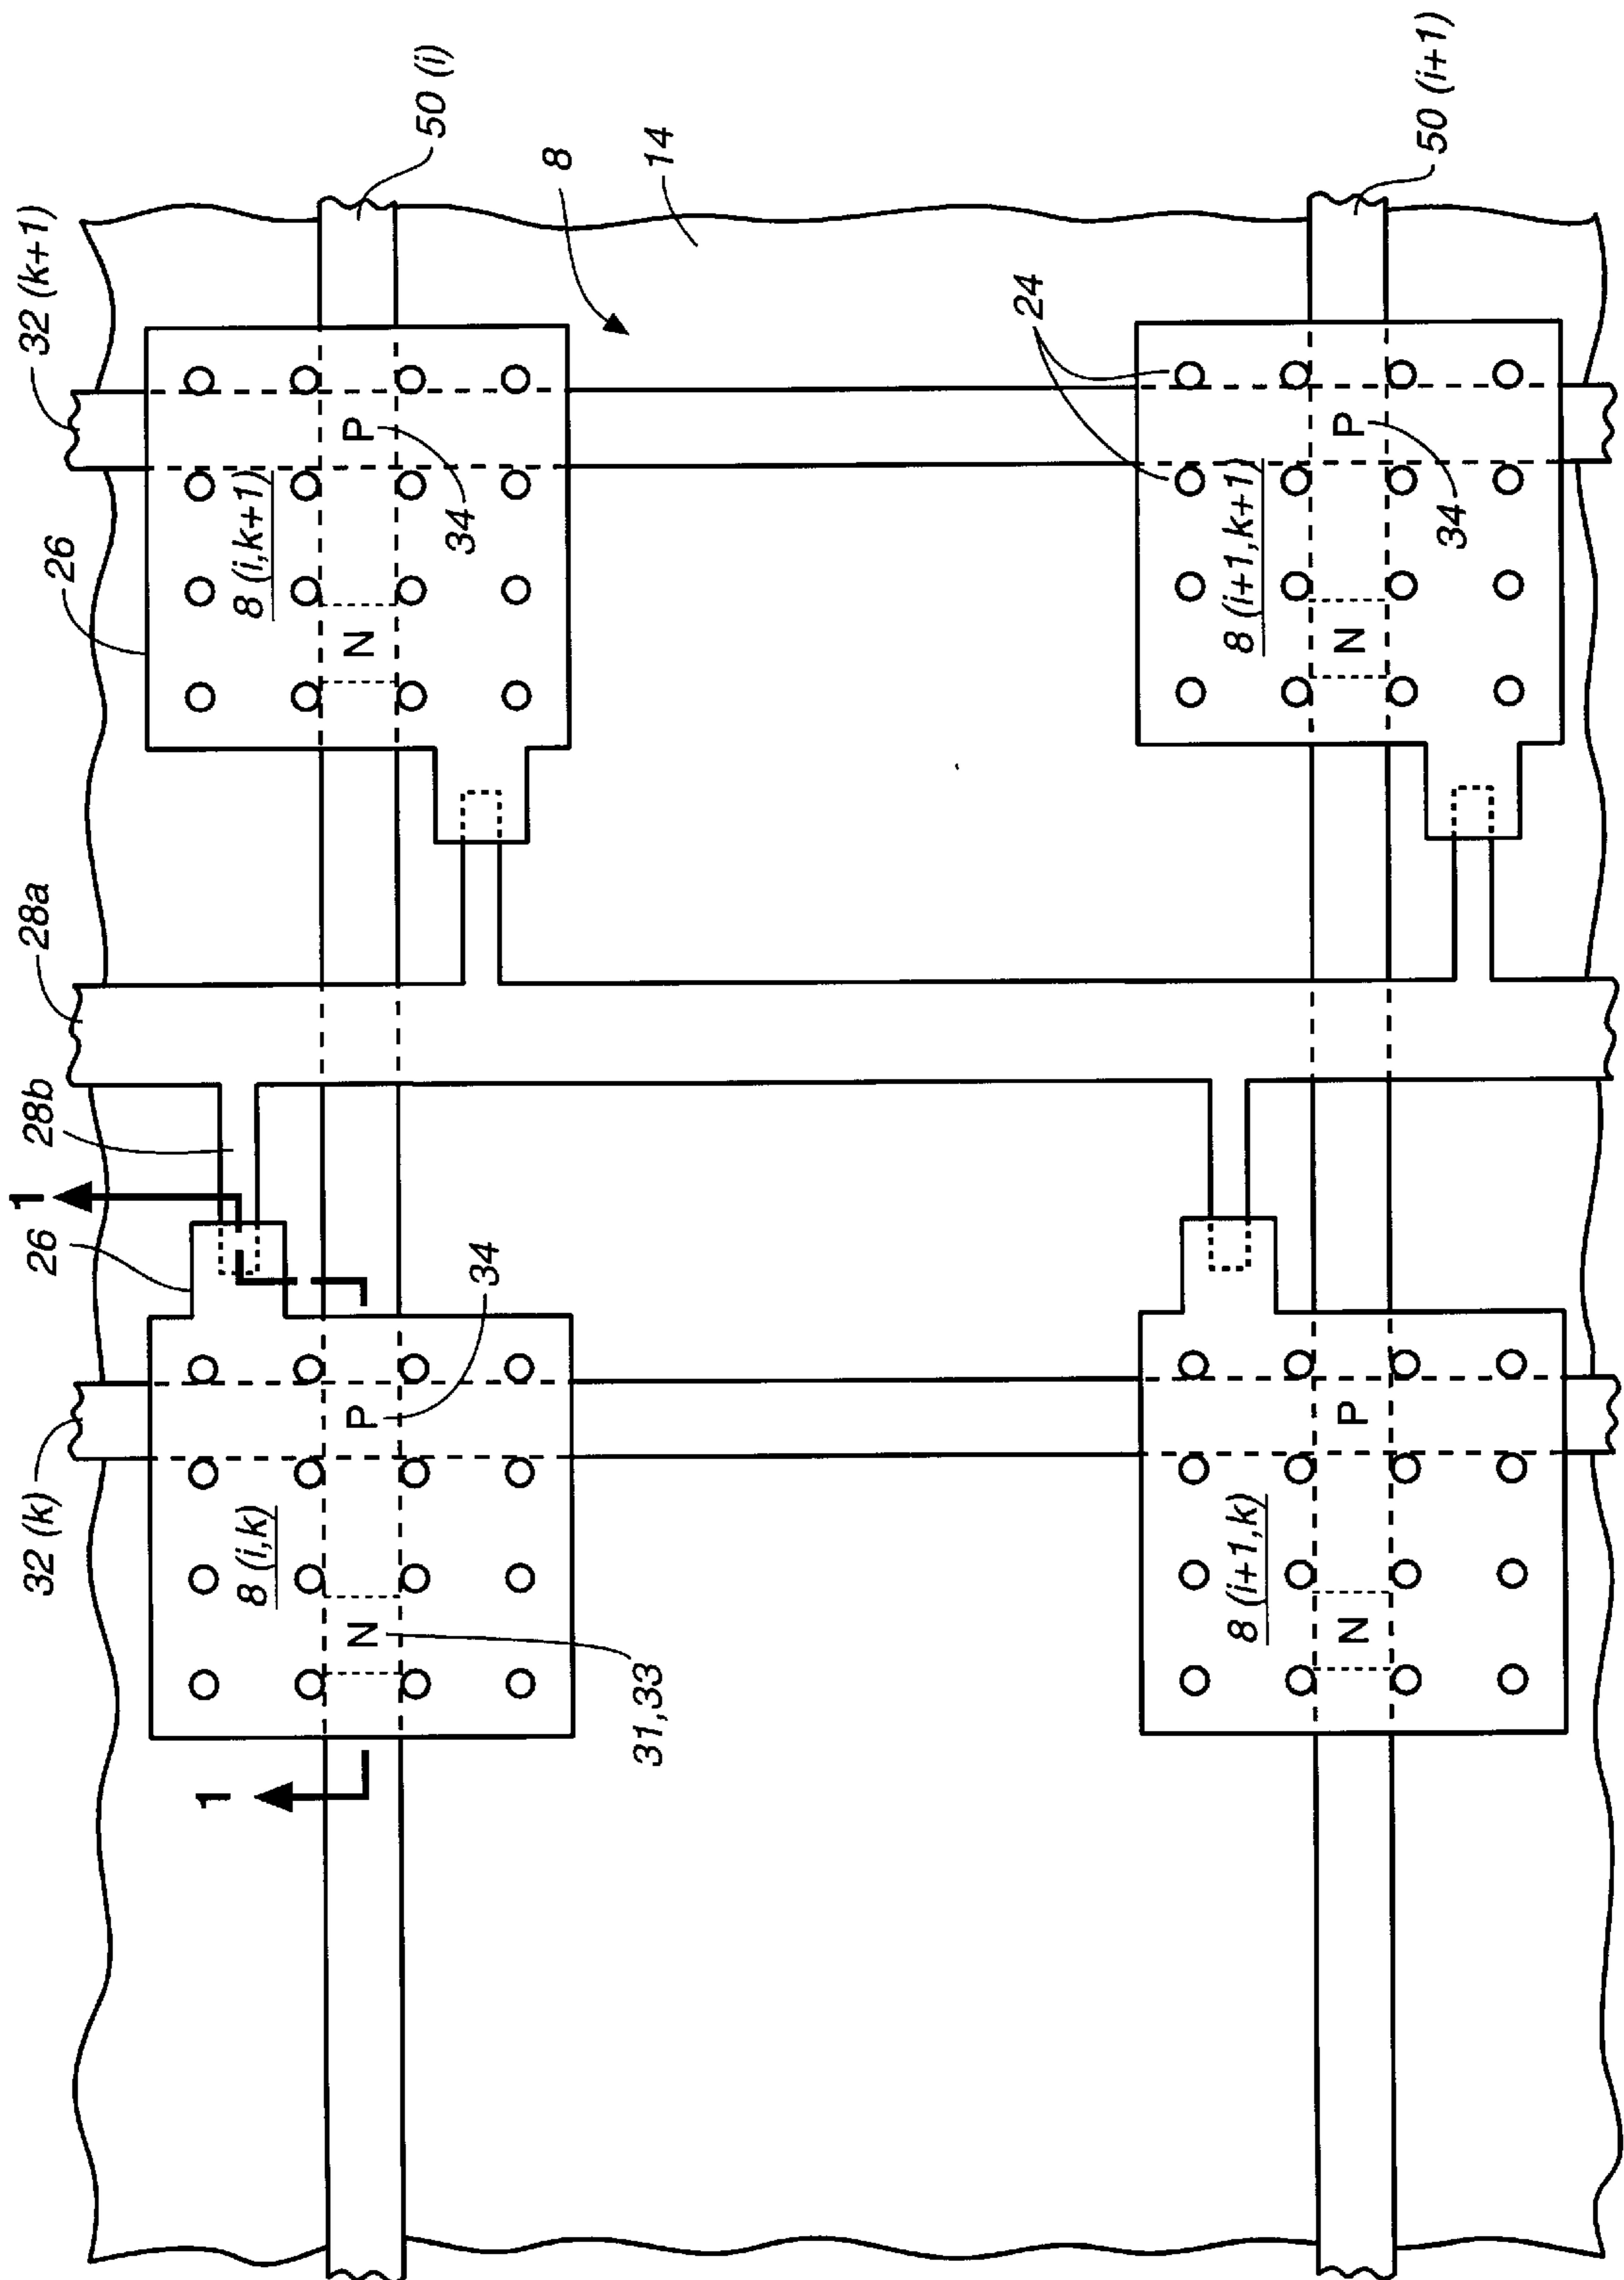 32 (k)
26
1
28b
28a
26
32 (k+1)
1
8 (i,k)
8 (i,k+1)
N
P
N
P
50 (i)
34
34
8
31,33
14
24
8 (i+1,k)
8 (i+1,k+1)
N
P
N
P
34
50 (i+1)